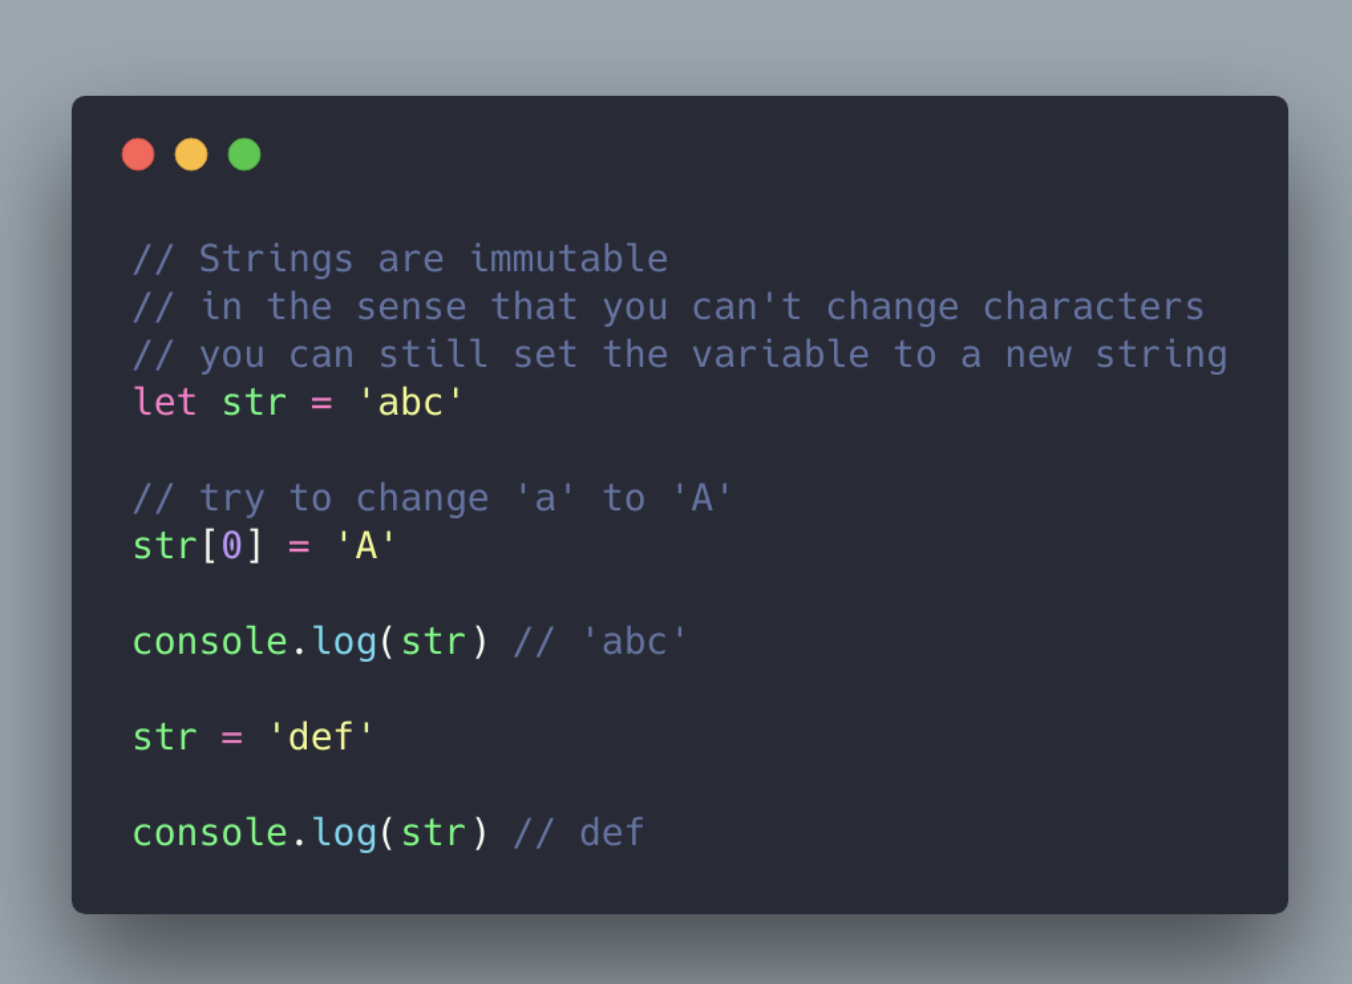 // Strings are immutable
// in the sense that you can't change characters
// you can still set the variable to a new string
let str = 'abc'
// try to change 'a' to 'A'
str[0] = 'A'
console.log(str) // 'abc'
str = 'def'
console.log(str) // def